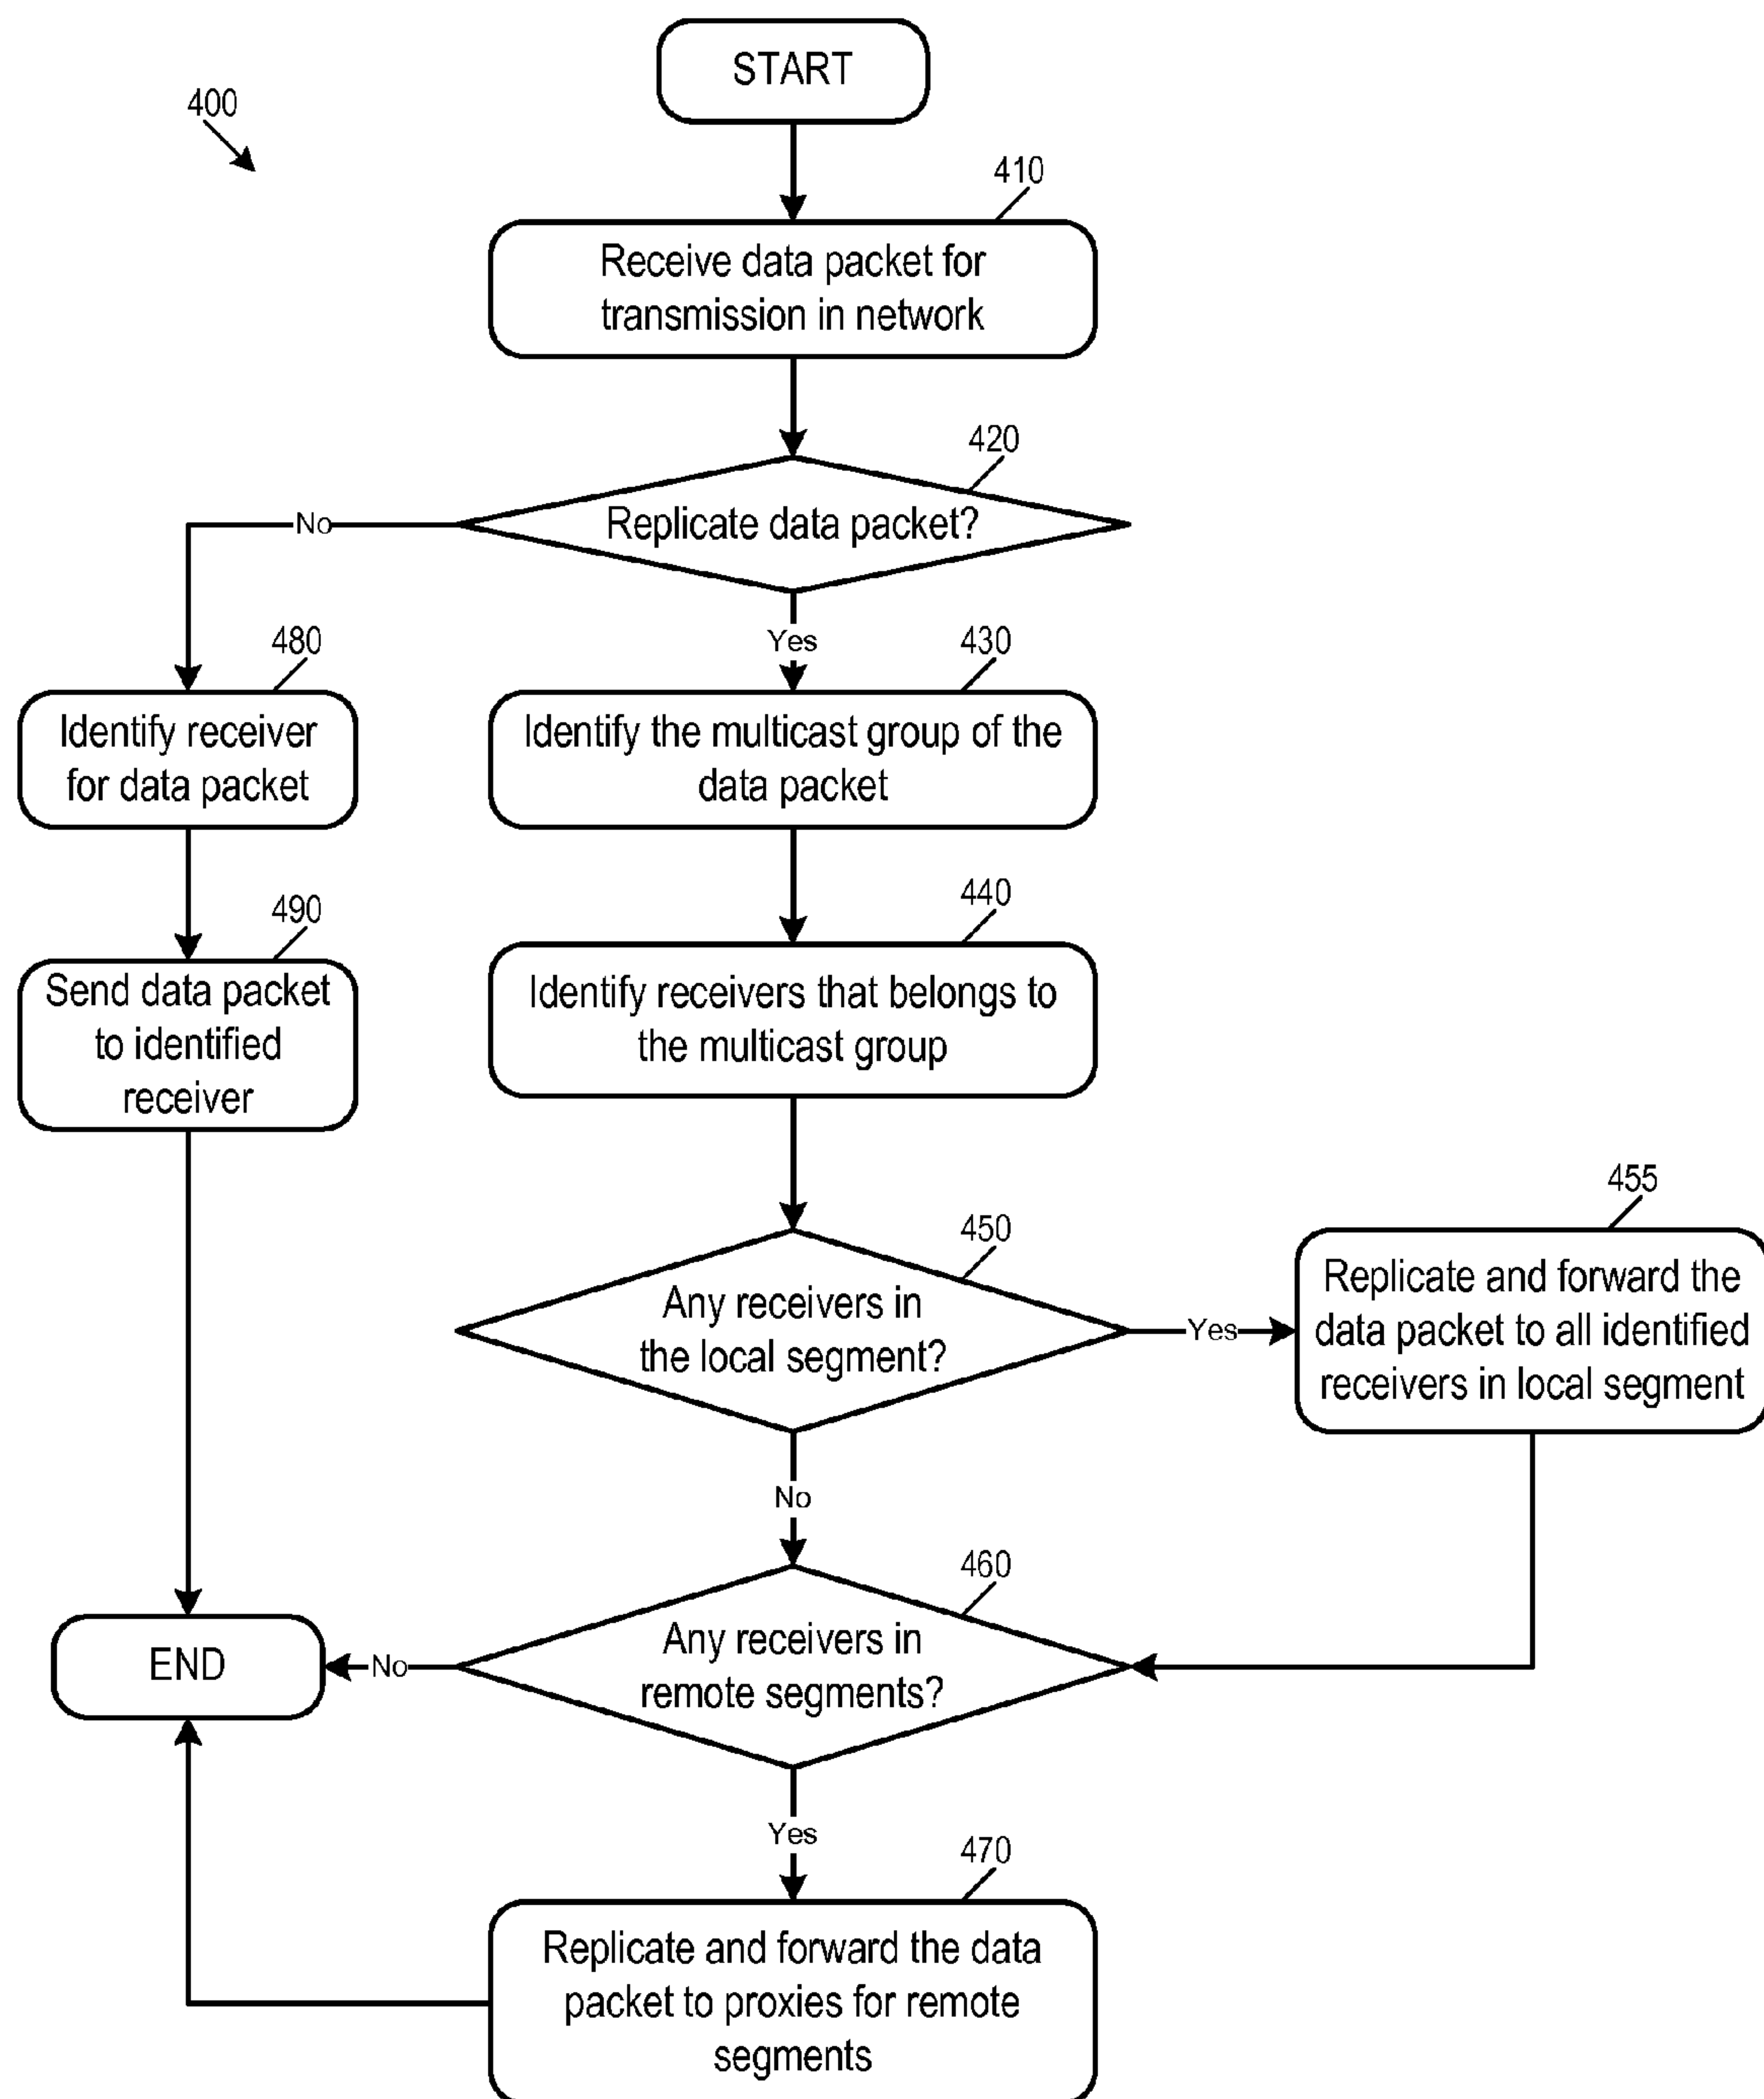 START
400
410
Receive data packet for
transmission in network
420
Replicate data packet?
No
Yes
480
Identify receiver
for data packet
430
Identify the multicast group of the
data packet
490
Send data packet
to identified
receiver
440
Identify receivers that belongs to
the multicast group
450
Any receivers in
the local segment?
Yes
455
Replicate and forward the
data packet to all identified
receivers in local segment
No
460
Any receivers in
remote segments?
No
END
Yes
470
Replicate and forward the data
packet to proxies for remote
segments